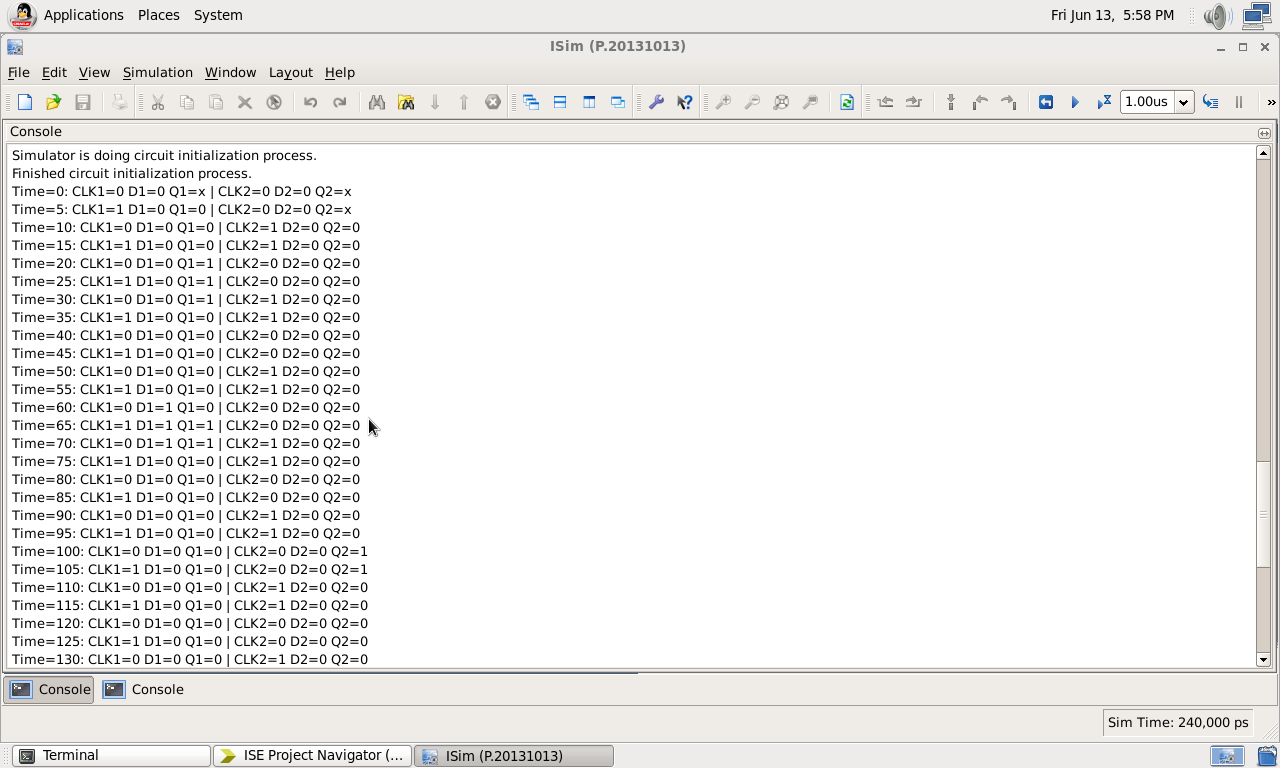 Applications Places System Fri Jun 13, 5:58 PM
ISim (P.20131013)
File Edit View Simulation Window Layout Help
1.00us »
Console
Simulator is doing circuit initialization process.
Finished circuit initialization process.
Time=0: CLK1=0 D1=0 Q1=x | CLK2=0 D2=0 Q2=x
Time=5: CLK1=1 D1=0 Q1=0 | CLK2=0 D2=0 Q2=x
Time=10: CLK1=0 D1=0 Q1=0 | CLK2=1 D2=0 Q2=0
Time=15: CLK1=1 D1=0 Q1=0 | CLK2=1 D2=0 Q2=0
Time=20: CLK1=0 D1=0 Q1=1 | CLK2=0 D2=0 Q2=0
Time=25: CLK1=1 D1=0 Q1=1 | CLK2=0 D2=0 Q2=0
Time=30: CLK1=0 D1=0 Q1=1 | CLK2=1 D2=0 Q2=0
Time=35: CLK1=1 D1=0 Q1=0 | CLK2=1 D2=0 Q2=0
Time=40: CLK1=0 D1=0 Q1=0 | CLK2=0 D2=0 Q2=0
Time=45: CLK1=1 D1=0 Q1=0 | CLK2=0 D2=0 Q2=0
Time=50: CLK1=0 D1=0 Q1=0 | CLK2=1 D2=0 Q2=0
Time=55: CLK1=1 D1=0 Q1=0 | CLK2=1 D2=0 Q2=0
Time=60: CLK1=0 D1=1 Q1=0 | CLK2=0 D2=0 Q2=0
Time=65: CLK1=1 D1=1 Q1=1 | CLK2=0 D2=0 Q2=0
Time=70: CLK1=0 D1=1 Q1=1 | CLK2=1 D2=0 Q2=0
Time=75: CLK1=1 D1=0 Q1=0 | CLK2=1 D2=0 Q2=0
Time=80: CLK1=0 D1=0 Q1=0 | CLK2=0 D2=0 Q2=0
Time=85: CLK1=1 D1=0 Q1=0 | CLK2=0 D2=0 Q2=0
Time=90: CLK1=0 D1=0 Q1=0 | CLK2=1 D2=0 Q2=0
Time=95: CLK1=1 D1=0 Q1=0 | CLK2=1 D2=0 Q2=0
Time=100: CLK1=0 D1=0 Q1=0 | CLK2=0 D2=0 Q2=1
Time=105: CLK1=1 D1=0 Q1=0 | CLK2=0 D2=0 Q2=1
Time=110: CLK1=0 D1=0 Q1=0 | CLK2=1 D2=0 Q2=0
Time=115: CLK1=1 D1=0 Q1=0 | CLK2=1 D2=0 Q2=0
Time=120: CLK1=0 D1=0 Q1=0 | CLK2=0 D2=0 Q2=0
Time=125: CLK1=1 D1=0 Q1=0 | CLK2=0 D2=0 Q2=0
Time=130: CLK1=0 D1=0 Q1=0 | CLK2=1 D2=0 Q2=0
Console Console
Sim Time: 240,000 ps
Terminal ISE Project Navigator (... ISim (P.20131013)